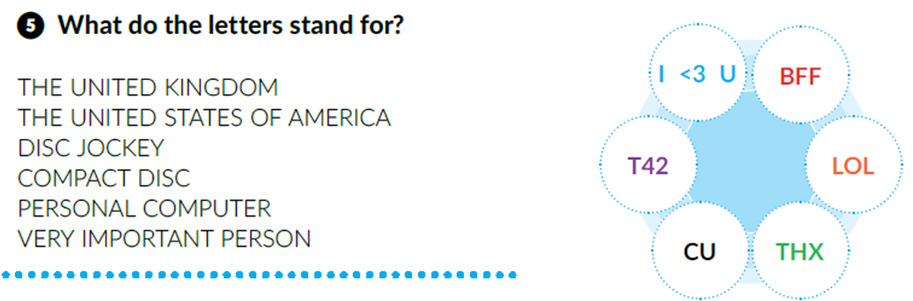 5 What do the letters stand for?
THE UNITED KINGDOM
THE UNITED STATES OF AMERICA
DISC JOCKEY
COMPACT DISC
PERSONAL COMPUTER
VERY IMPORTANT PERSON
I <3 U
BFF
T42
LOL
CU
THX